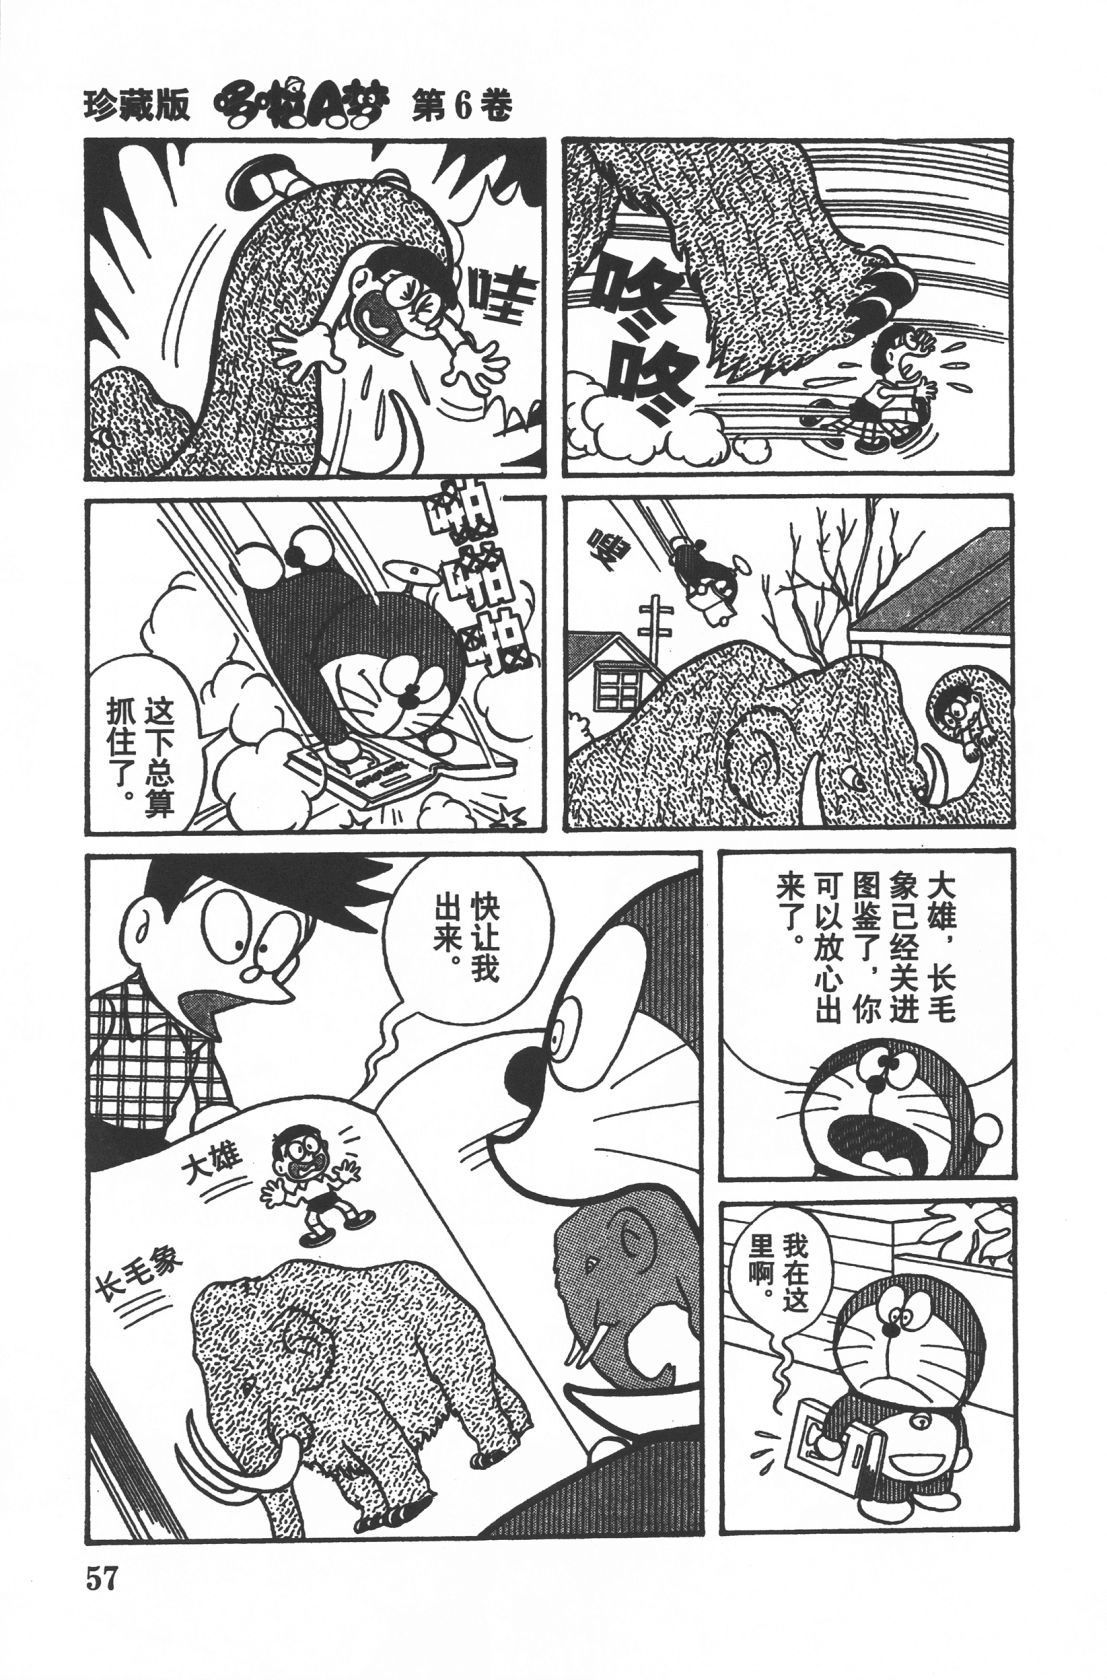 珍藏版 哆啦A梦 第6卷
咚
咚
哇
嗖
啪
啪
啪
这下总算
抓住了。
大雄，长毛
象已经关进
图鉴了，你
可以放心出
来了。
我在这
里啊。
快让我
出来。
大雄
长毛象
57